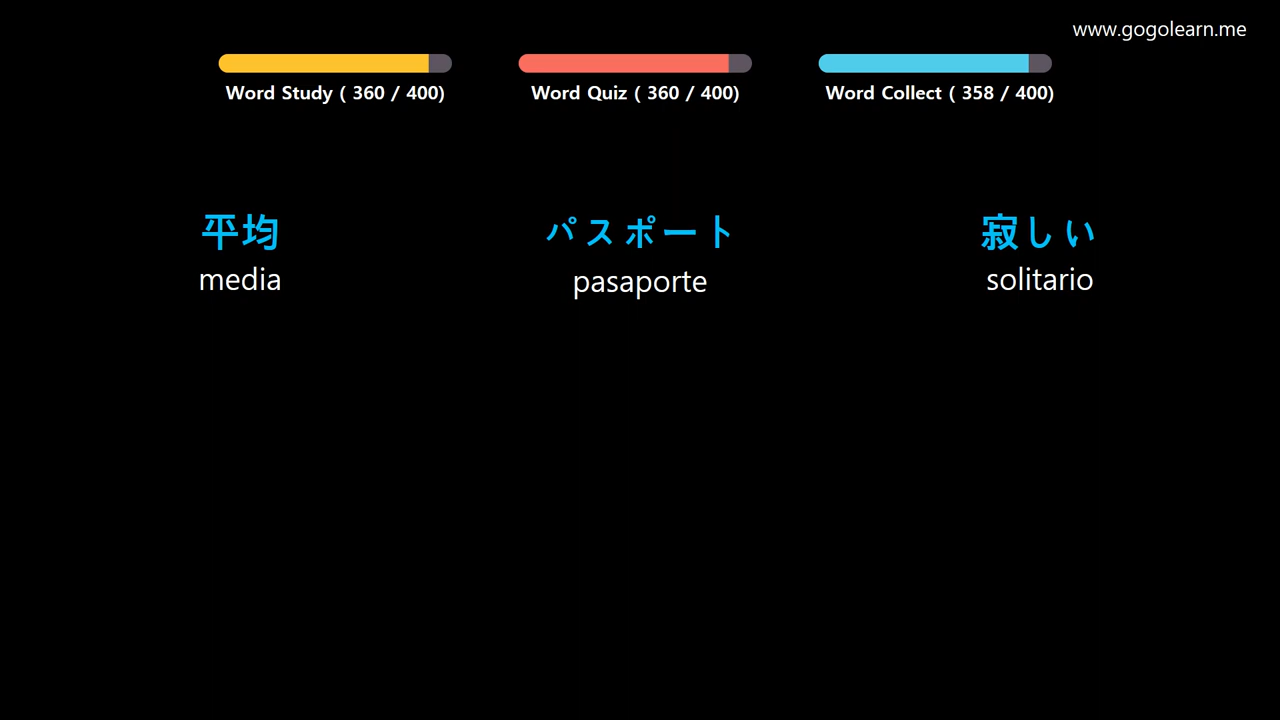 www.gogolearn.me
Word Study ( 360 / 400)
Word Quiz ( 360 / 400)
Word Collect ( 358 / 400)
平均
media
パスポート
pasaporte
寂しい
solitario